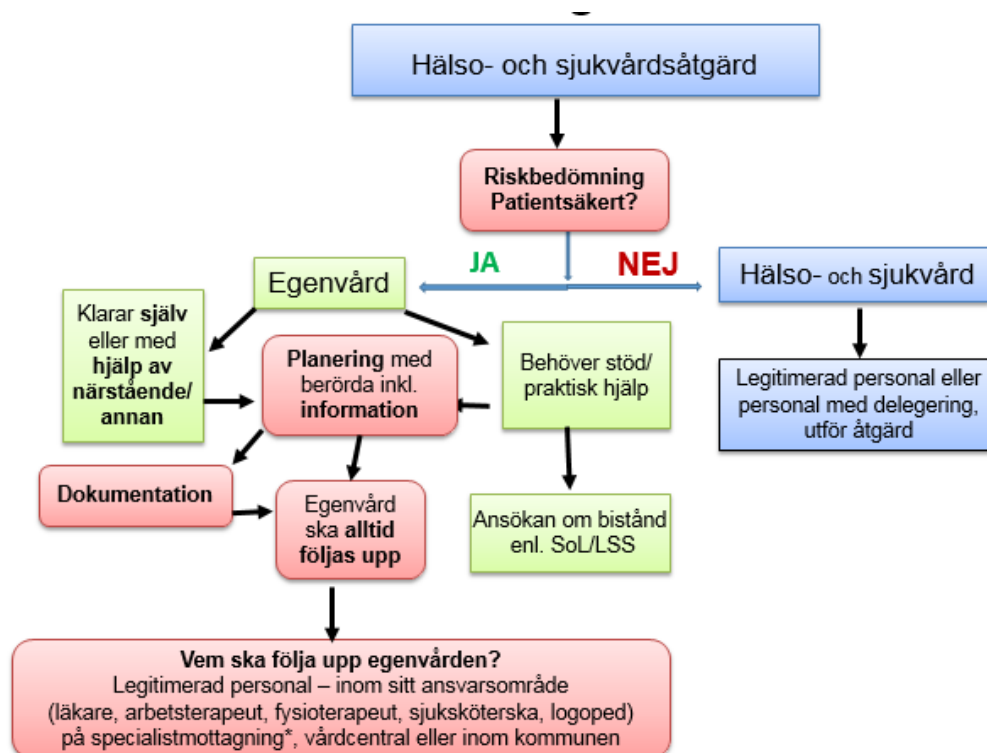 Hälso- och sjukvårdsåtgärd
Riskbedömning
Patientsäkert?
JA
NEJ
Egenvård
Hälso- och sjukvård
Klarar själv
eller med
hjälp av
närstående/
annan
Planering med
berörda inkl.
information
Behöver stöd/
praktisk hjälp
Legitimerad personal eller
personal med delegering,
utför åtgärd
Dokumentation
Egenvård
ska alltid
följas upp
Ansökan om bistånd
enl. SoL/LSS
Vem ska följa upp egenvården?
Legitimerad personal – inom sitt ansvarsområde
(läkare, arbetsterapeut, fysioterapeut, sjuksköterska, logoped)
på specialistmottagning*, vårdcentral eller inom kommunen